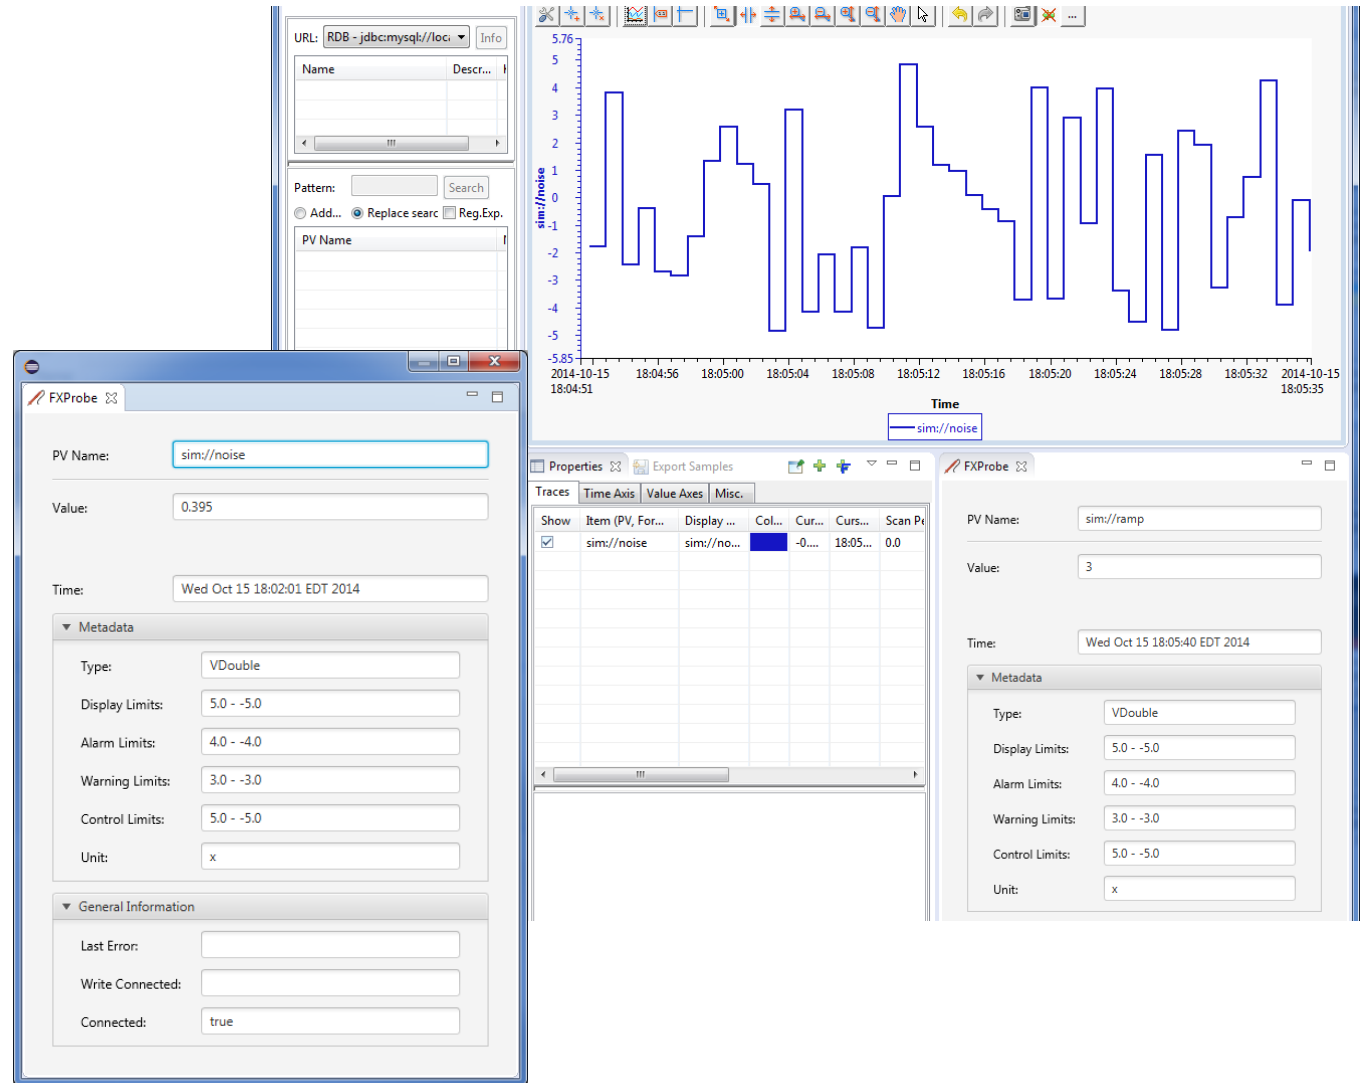 URL: RDB - jdbc:mysql://loc Info
Name Descr...
Pattern: Search
Add... Replace searc Reg.Exp.
PV Name
...
5.76
5
4
3
2
1
0
-1
-2
-3
-4
-5
-5.85
sim://noise
2014-10-15 18:04:56 18:05:00 18:05:04 18:05:08 18:05:12 18:05:16 18:05:20 18:05:24 18:05:28 18:05:32 2014-10-15
18:04:51 18:05:35
Time
sim://noise
FXProbe
PV Name: sim://noise
Value: 0.395
Time: Wed Oct 15 18:02:01 EDT 2014
Metadata
Type: VDouble
Display Limits: 5.0 - -5.0
Alarm Limits: 4.0 - -4.0
Warning Limits: 3.0 - -3.0
Control Limits: 5.0 - -5.0
Unit: x
General Information
Last Error:
Write Connected:
Connected: true
Properties Export Samples
Traces Time Axis Value Axes Misc.
Show Item (PV, For... Display ... Col... Cur... Curs... Scan Pe
sim://noise sim://no... -0.... 18:05... 0.0
FXProbe
PV Name: sim://ramp
Value: 3
Time: Wed Oct 15 18:05:40 EDT 2014
Metadata
Type: VDouble
Display Limits: 5.0 - -5.0
Alarm Limits: 4.0 - -4.0
Warning Limits: 3.0 - -3.0
Control Limits: 5.0 - -5.0
Unit: x